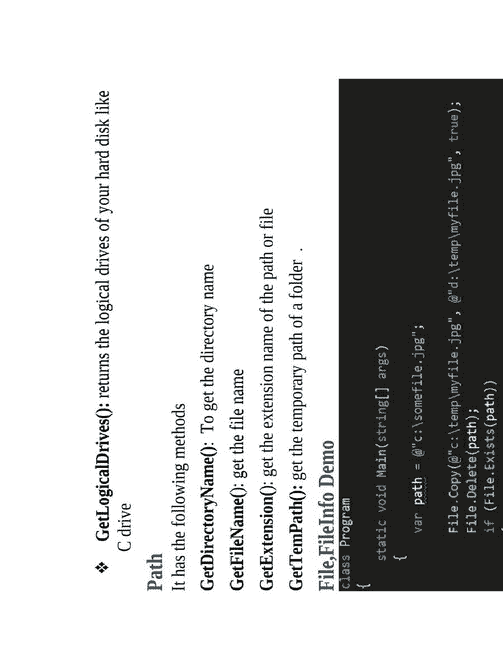 ❖ GetLogicalDrives(): returns the logical drives of your hard disk like
C drive
Path
It has the following methods
GetDirectoryName(): To get the directory name
GetFileName(): get the file name
GetExtension(): get the extension name of the path or file
GetTemPath(): get the temporary path of a folder .
File,FileInfo Demo
class Program
{
static void Main(string[] args)
{
var path = @"c:\somefile.jpg";
File.Copy(@"c:\temp\myfile.jpg", @"d:\temp\myfile.jpg", true);
File.Delete(path);
if (File.Exists(path))